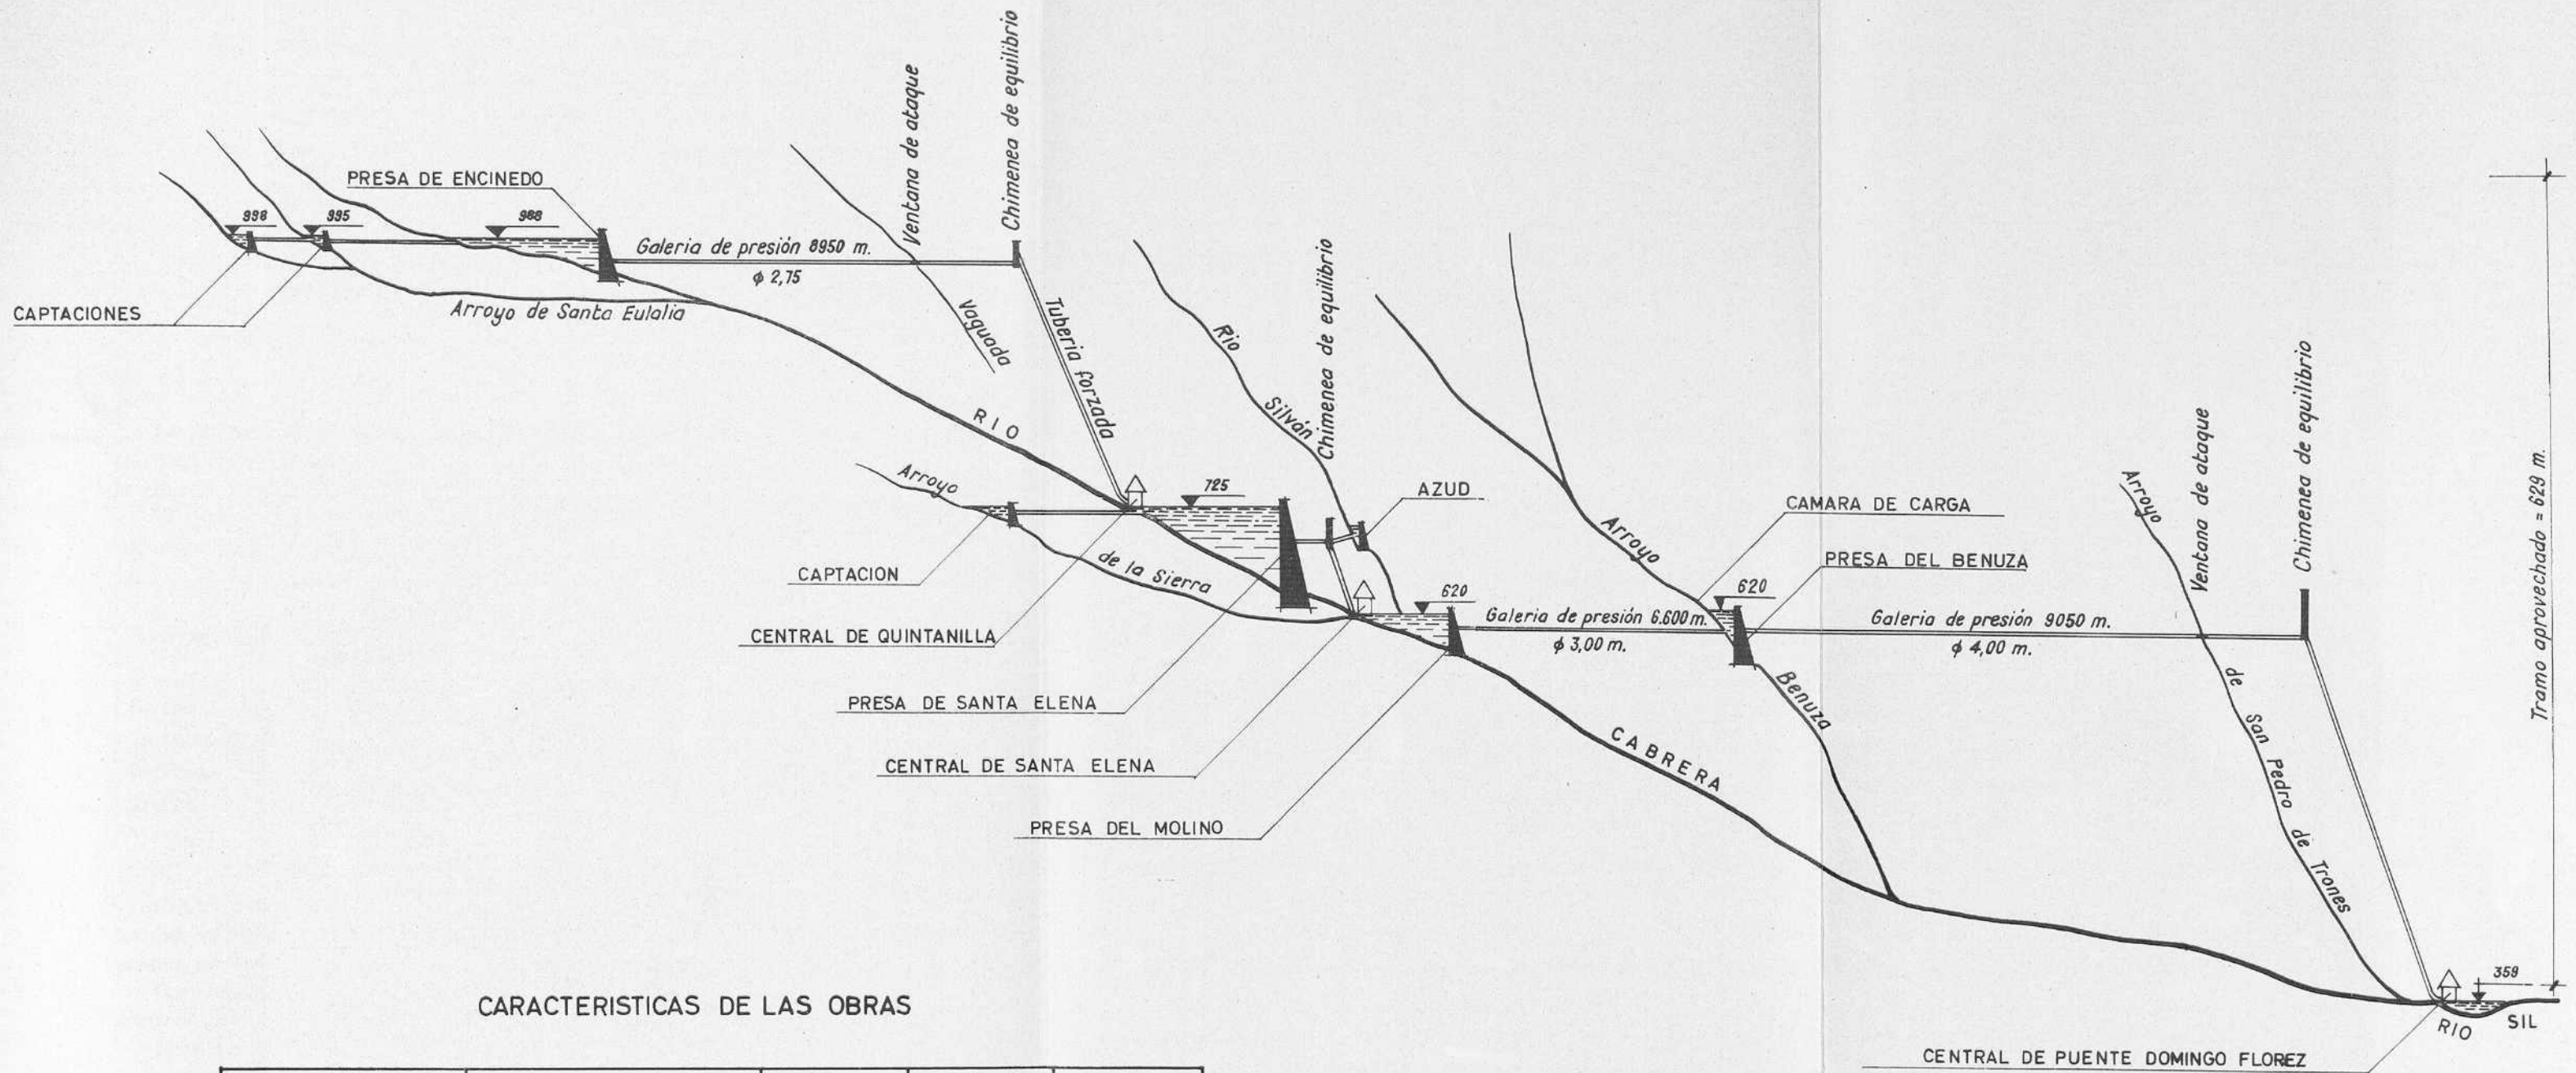 PRESA DE ENCINEDO
998
995
988
Galeria de presión 8950 m.
φ 2,75
Ventana de ataque
Chimenea de equilibrio
CAPTACIONES
Arroyo de Santa Eulalia
Vaguada
Tuberia forzada
RIO
Rio Silván
Chimenea de equilibrio
Arroyo
de la Sierra
725
AZUD
CAPTACION
CENTRAL DE QUINTANILLA
PRESA DE SANTA ELENA
CENTRAL DE SANTA ELENA
PRESA DEL MOLINO
620
Galeria de presión 6.600 m.
φ 3,00 m.
CABRERA
Arroyo
Benuza
CAMARA DE CARGA
PRESA DEL BENUZA
620
Galeria de presión 9050 m.
φ 4,00 m.
Arroyo
de San Pedro de Trones
Ventana de ataque
Chimenea de equilibrio
Tramo aprovechado = 629 m.
359
RIO SIL
CENTRAL DE PUENTE DOMINGO FLOREZ
CARACTERISTICAS DE LAS OBRAS